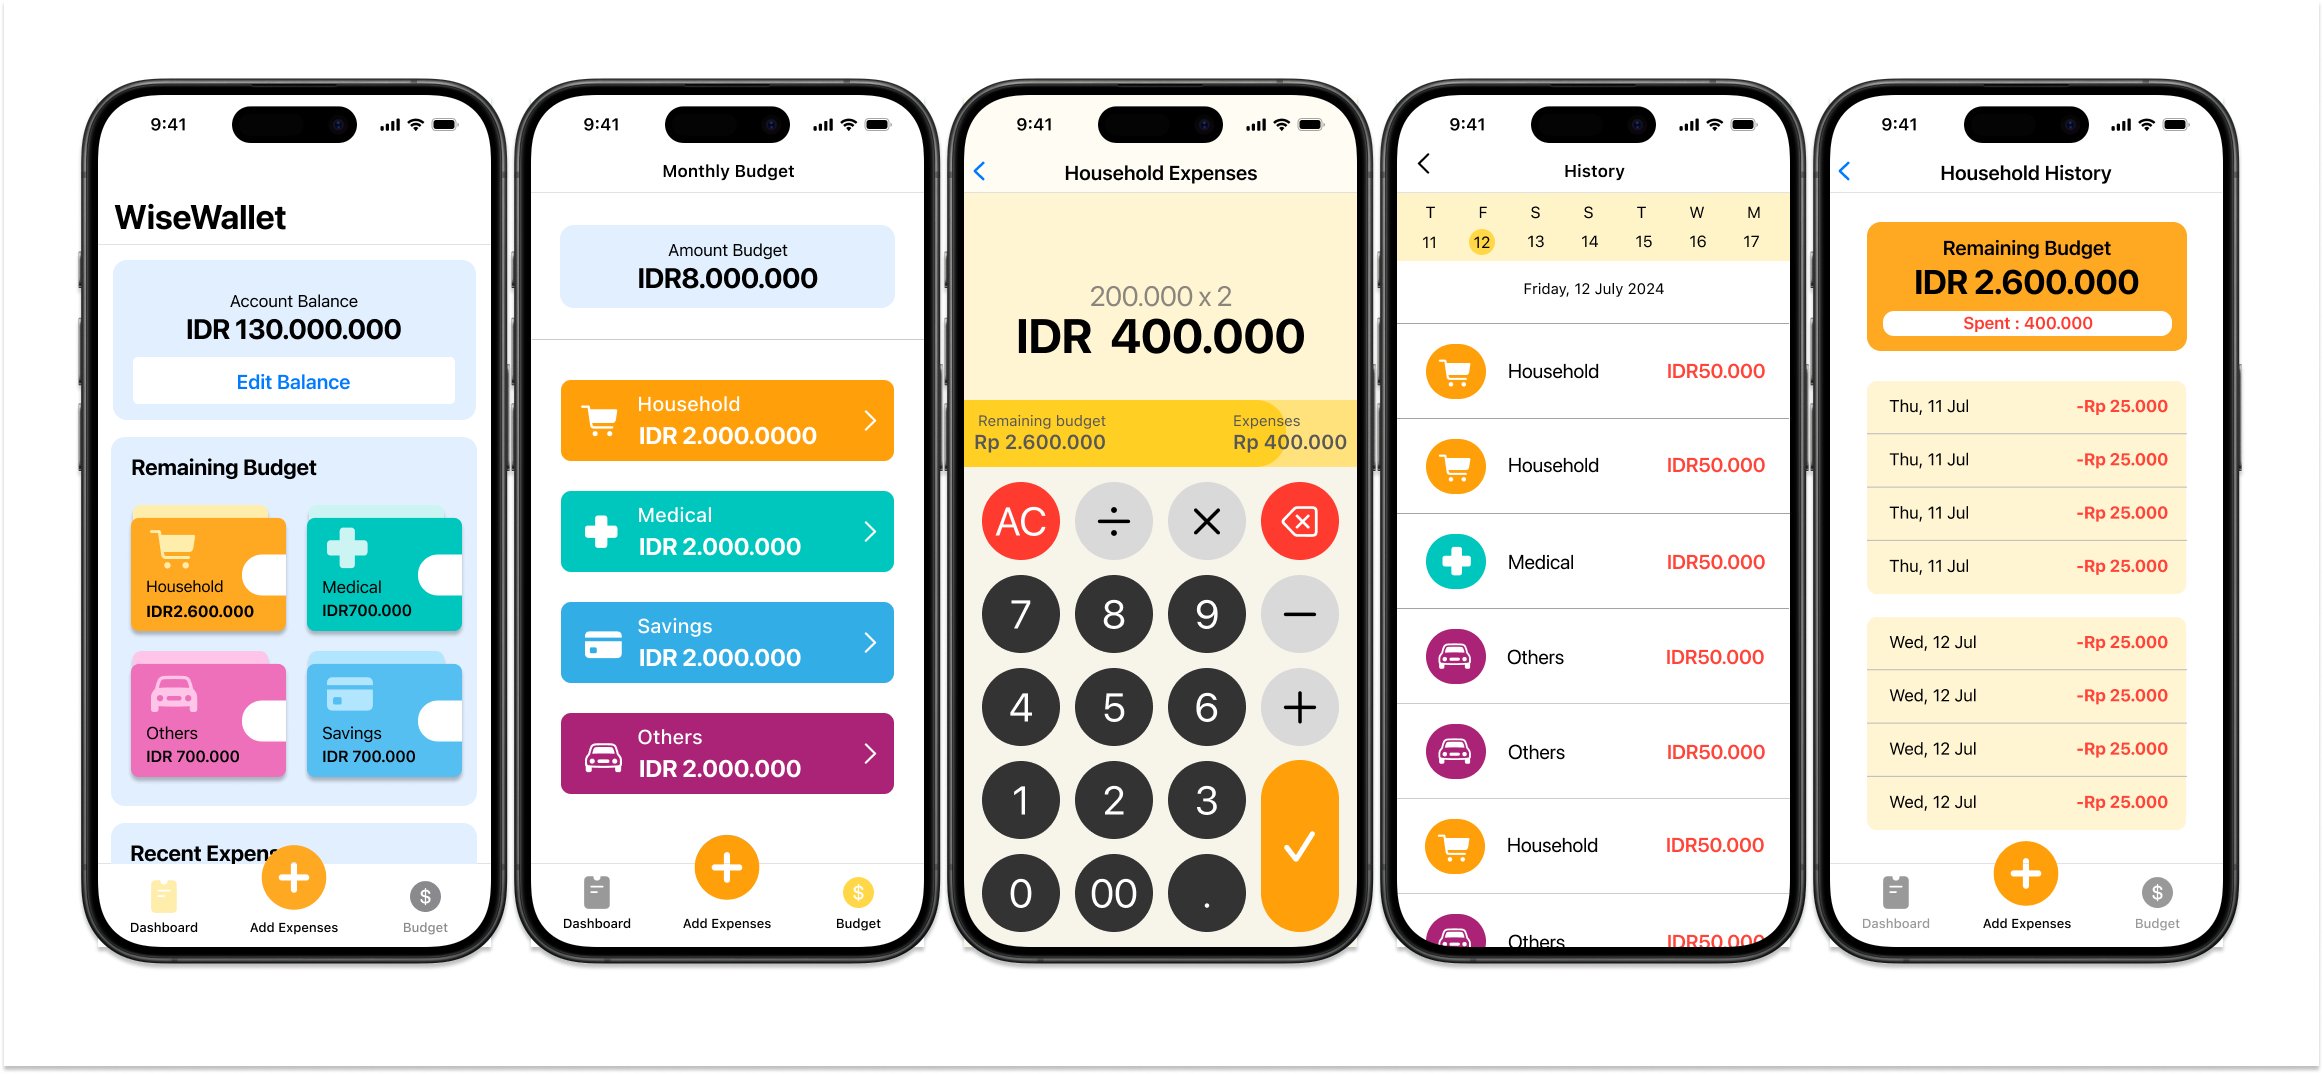 9:41
WiseWallet
Account Balance
IDR 130.000.000
Edit Balance
Remaining Budget
Household
IDR2.600.000
Medical
IDR700.000
Others
IDR 700.000
Savings
IDR 700.000
Recent Expen
Dashboard
Add Expenses
$
Budget
9:41
Monthly Budget
Amount Budget
IDR8.000.000
Household
IDR 2.000.0000
Medical
IDR 2.000.000
Savings
IDR 2.000.000
Others
IDR 2.000.000
Dashboard
Add Expenses
$
Budget
9:41
Household Expenses
200.000 x 2
IDR 400.000
Remaining budget
Rp 2.600.000
Expenses
Rp 400.000
AC ÷ ×
7 8 9 −
4 5 6 +
1 2 3
0 00 .
9:41
History
T F S S T W M
11 12 13 14 15 16 17
Friday, 12 July 2024
Household IDR50.000
Household IDR50.000
Medical IDR50.000
Others IDR50.000
Others IDR50.000
Household IDR50.000
Others IDR50.000
9:41
Household History
Remaining Budget
IDR 2.600.000
Spent : 400.000
Thu, 11 Jul -Rp 25.000
Thu, 11 Jul -Rp 25.000
Thu, 11 Jul -Rp 25.000
Thu, 11 Jul -Rp 25.000
Wed, 12 Jul -Rp 25.000
Wed, 12 Jul -Rp 25.000
Wed, 12 Jul -Rp 25.000
Wed, 12 Jul -Rp 25.000
Dashboard
Add Expenses
$
Budget